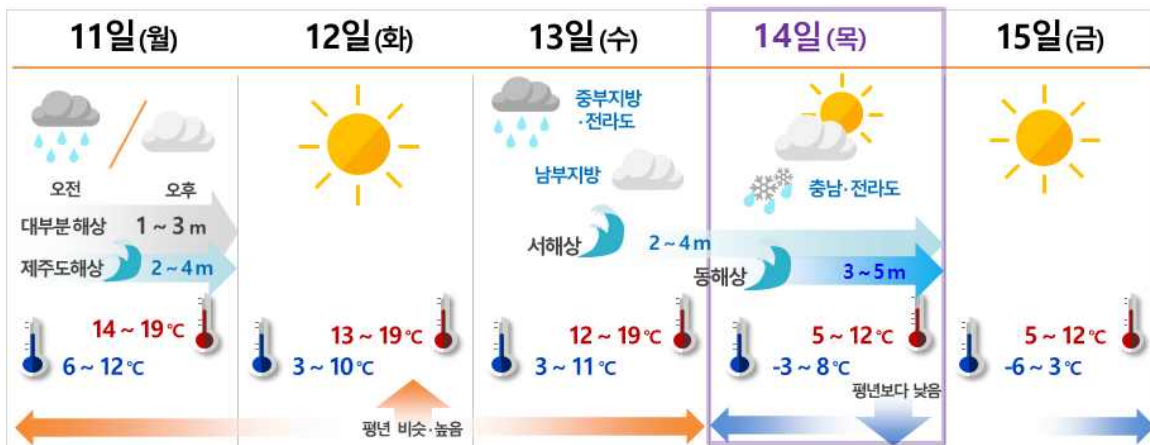 11일(월)
12일(화)
13일(수)
14일(목)
15일(금)
오전
오후
대부분해상 1 ~ 3 m
제주도해상 2 ~ 4 m
14 ~ 19 ℃
6 ~ 12 ℃
13 ~ 19 ℃
3 ~ 10 ℃
중부지방
·전라도
남부지방
서해상 2 ~ 4 m
12 ~ 19 ℃
3 ~ 11 ℃
충남·전라도
동해상 3 ~ 5 m
5 ~ 12 ℃
-3 ~ 8 ℃
5 ~ 12 ℃
-6 ~ 3 ℃
평년 비슷·높음
평년보다 낮음